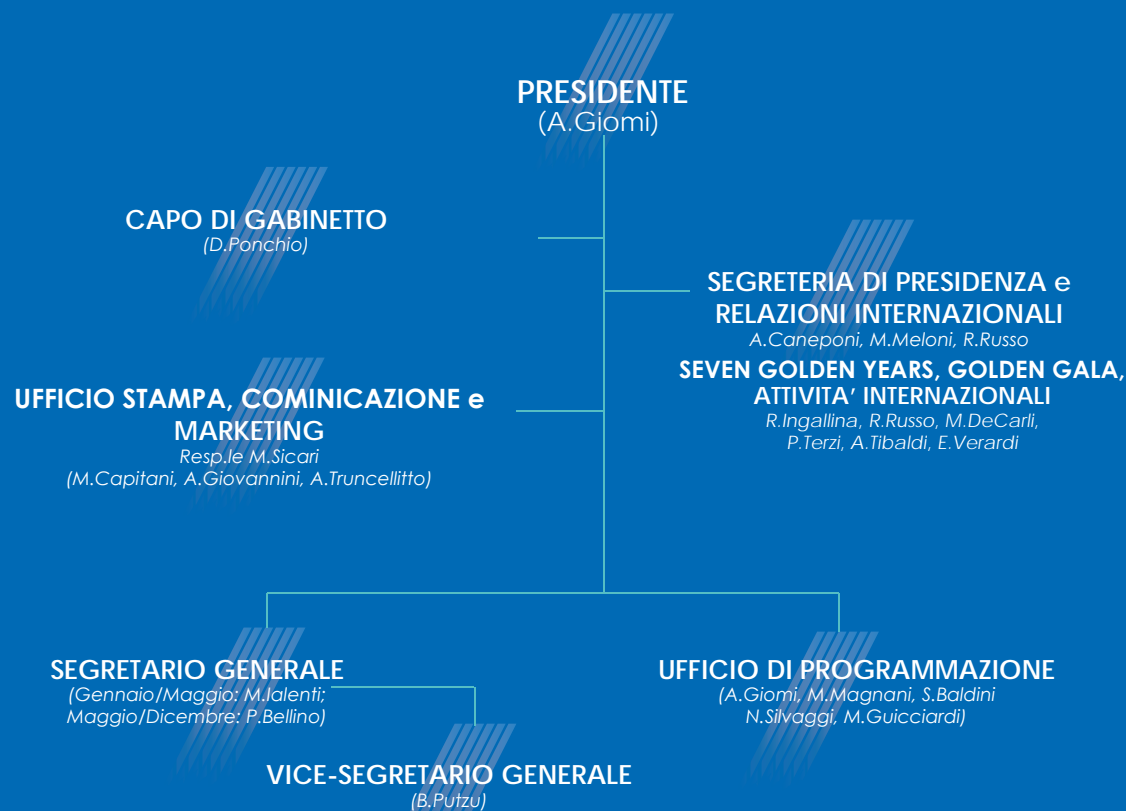 PRESIDENTE
(A.Giomi)
CAPO DI GABINETTO
(D.Ponchio)
SEGRETERIA DI PRESIDENZA e
RELAZIONI INTERNAZIONALI
A.Caneponi, M.Meloni, R.Russo
SEVEN GOLDEN YEARS, GOLDEN GALA,
ATTIVITA' INTERNAZIONALI
R.Ingallina, R.Russo, M.DeCarli,
P.Terzi, A.Tibaldi, E.Verardi
UFFICIO STAMPA, COMINICAZIONE e
MARKETING
Resp.le M.Sicari
(M.Capitani, A.Giovannini, A.Truncellitto)
SEGRETARIO GENERALE
(Gennaio/Maggio: M.Ialenti;
Maggio/Dicembre: P.Bellino)
UFFICIO DI PROGRAMMAZIONE
(A.Giomi, M.Magnani, S.Baldini
N.Silvaggi, M.Guicciardi)
VICE-SEGRETARIO GENERALE
(B.Putzu)